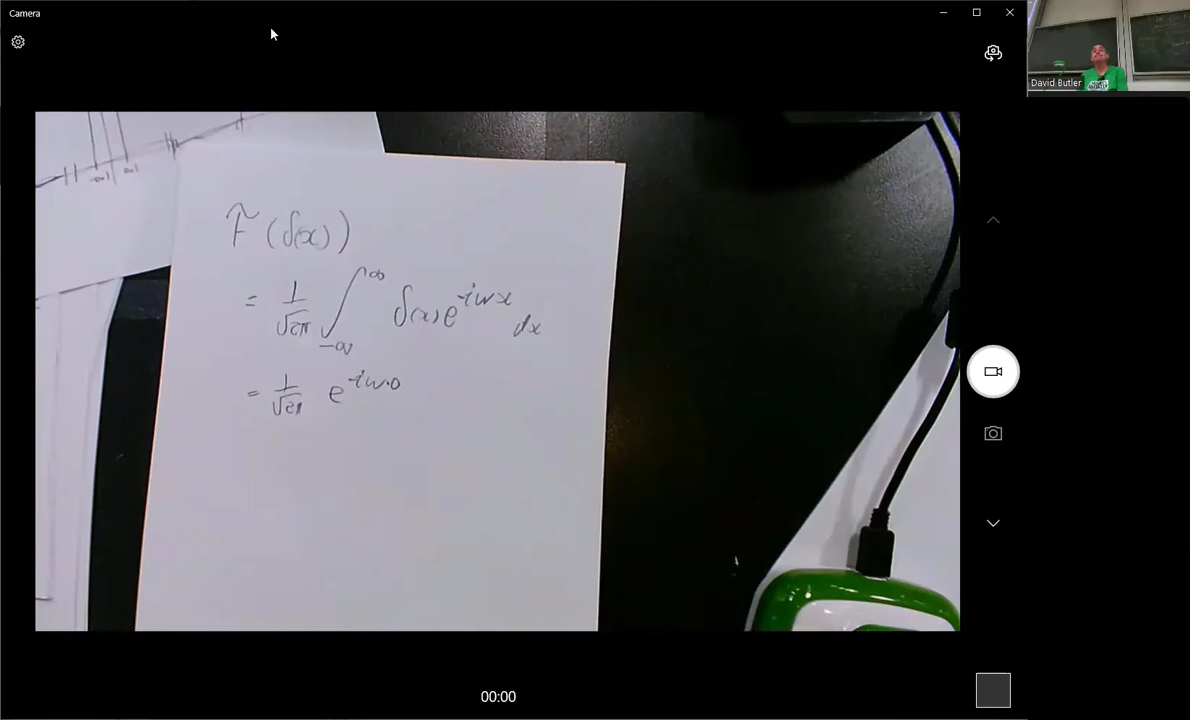 Camera
David Butler
F(δ(x))
= 1/√2π ∫_{-∞}^{∞} δ(x) e^{-iωx} dx
= 1/√2π e^{-iω·0}
00:00